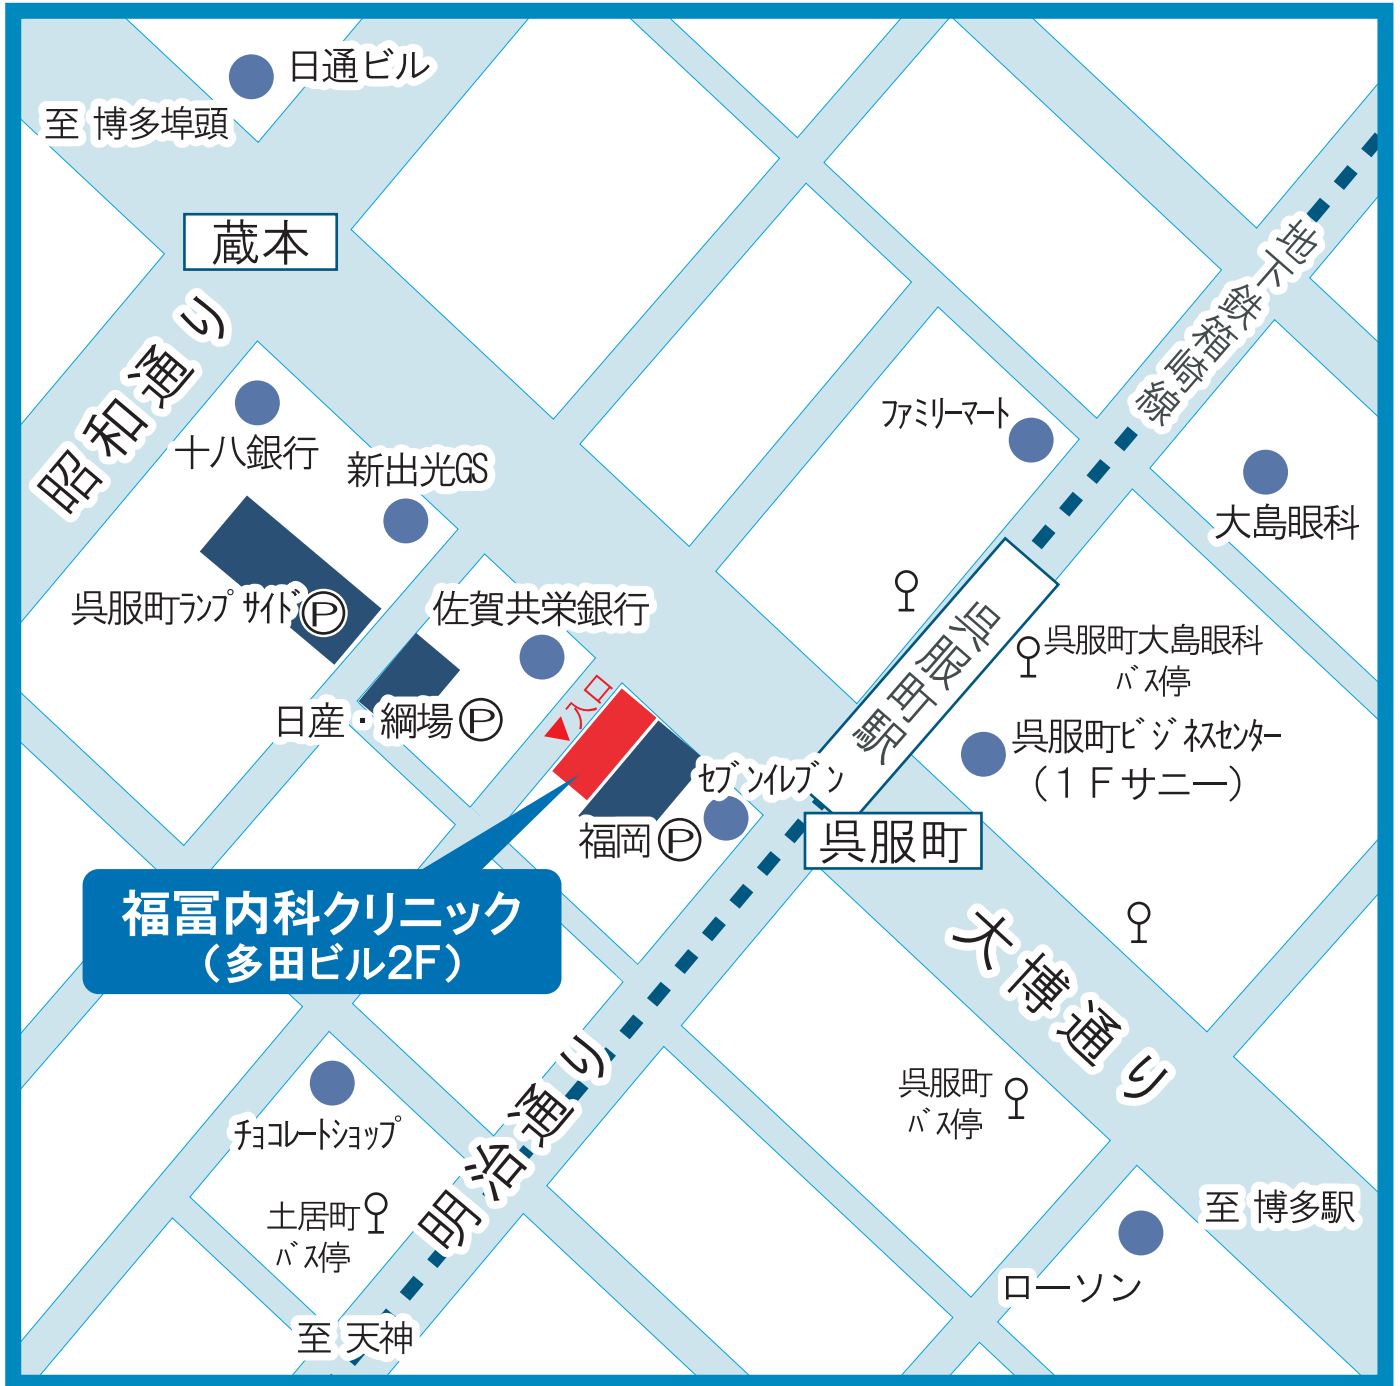 日通ビル
至 博多埠頭
蔵本
昭和通り
地下鉄箱崎線
ファミリーマート
十八銀行
新出光GS
大島眼科
呉服町ランプサイド Ⓟ
佐賀共栄銀行
呉服町駅
呉服町大島眼科
バス停
入口
日産・綱場 Ⓟ
呉服町ビジネスセンター
（1Fサニー）
セブンイレブン
福岡 Ⓟ
呉服町
福冨内科クリニック
（多田ビル2F）
大博通り
明治通り
チョコレートショップ
呉服町
バス停
土居町
バス停
至 博多駅
ローソン
至 天神